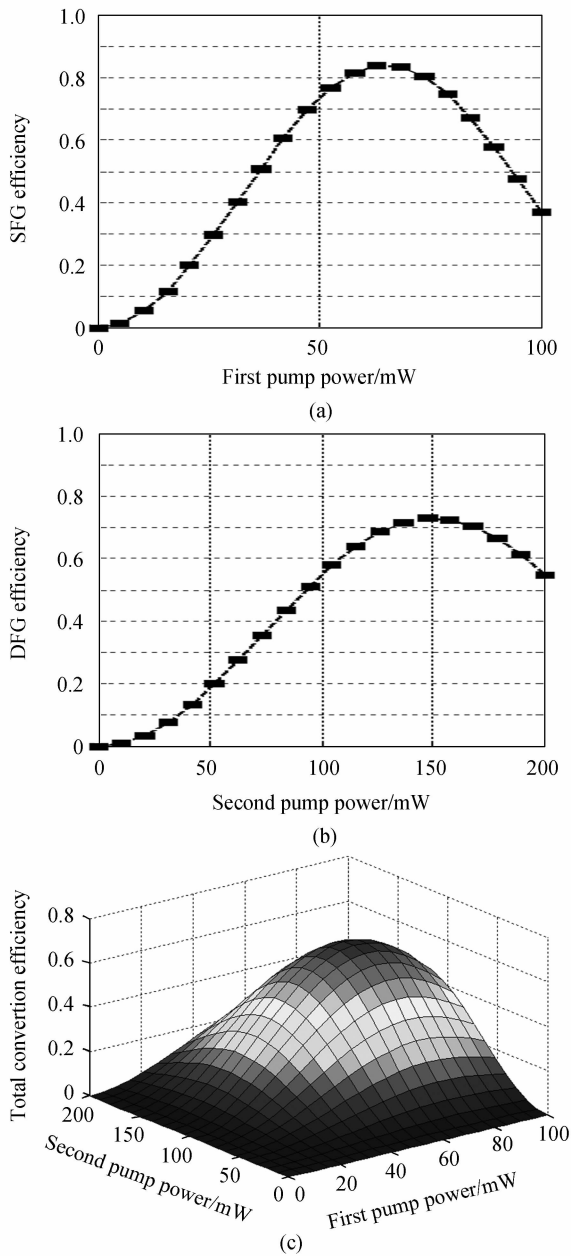 1.0
0.8
0.6
0.4
0.2
0
SFG efficiency
0 50 100
First pump power/mW
(a)
1.0
0.8
0.6
0.4
0.2
0
DFG efficiency
0 50 100 150 200
Second pump power/mW
(b)
Total convertion efficiency
0.8
0.6
0.4
0.2
0
200
150
100
50
0
Second pump power/mW
0
20
40
60
80
100
First pump power/mW
(c)